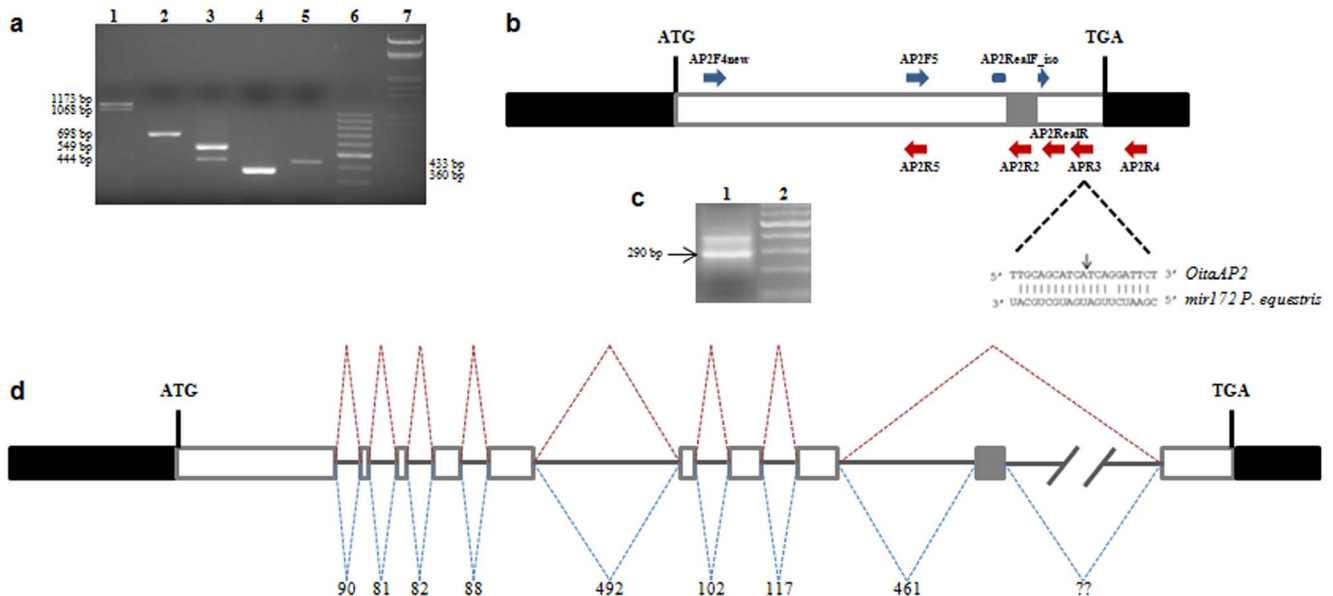 a
1 2 3 4 5 6 7
1173 bp
1065 bp
698 bp
549 bp
444 bp
433 bp
360 bp
b
ATG
TGA
AP2F4new
AP2F5
AP2RealF_iso
AP2RealR
AP2R5
AP2R2
APR3
AP2R4
5' TTGCAGCATCATCAGGATTCT 3' OitaAP2
3' UACGUCGUAGUAGUUCUAAGC 5' mir172 P. equestris
c
1 2
290 bp
d
ATG
TGA
90 81 82 88 492 102 117 461 ??